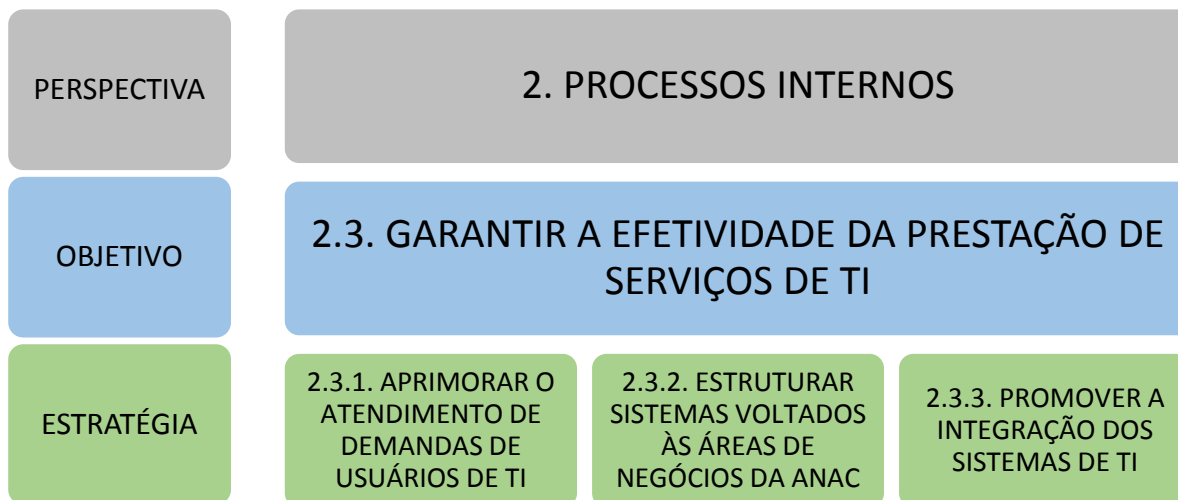 PERSPECTIVA
2. PROCESSOS INTERNOS
OBJETIVO
2.3. GARANTIR A EFETIVIDADE DA PRESTAÇÃO DE
SERVIÇOS DE TI
ESTRATÉGIA
2.3.1. APRIMORAR O
ATENDIMENTO DE
DEMANDAS DE
USUÁRIOS DE TI
2.3.2. ESTRUTURAR
SISTEMAS VOLTADOS
ÀS ÁREAS DE
NEGÓCIOS DA ANAC
2.3.3. PROMOVER A
INTEGRAÇÃO DOS
SISTEMAS DE TI